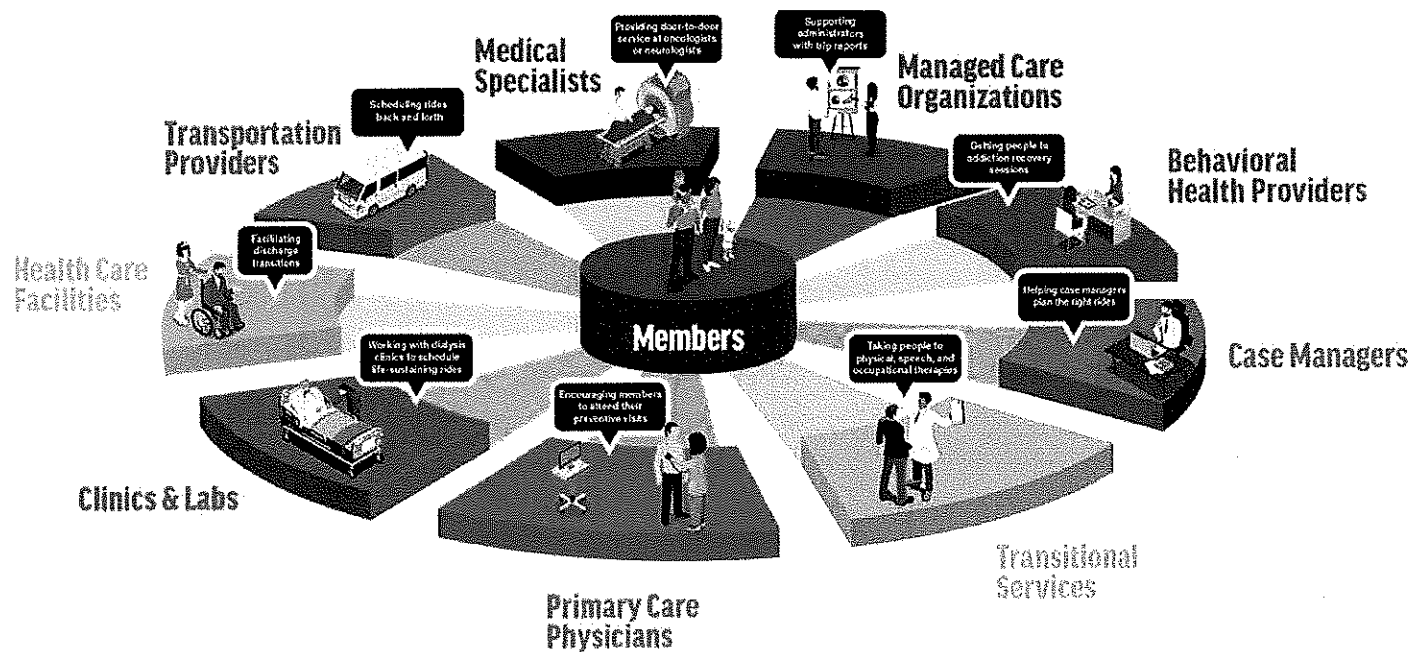 Medical
Specialists
Providing door-to-door
service at oncologists
or neurologists
Supporting
administrators
with trip reports
Managed Care
Organizations
Transportation
Providers
Scheduling rides
back and forth
Getting people to
addiction recovery
sessions
Behavioral
Health Providers
Health Care
Facilities
Facilitating
discharge
transitions
Members
Helping case managers
plan the right rides
Case Managers
Clinics & Labs
Working with dialysis
clinics to schedule
life-sustaining rides
Encouraging members
to attend their
preventive visits
Primary Care
Physicians
Taking people to
physical, speech, and
occupational therapies
Transitional
Services